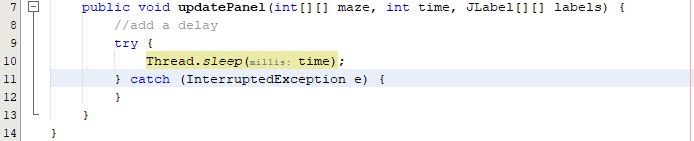 7 public void updatePanel(int[][] maze, int time, JLabel[][] labels) {
8 //add a delay
9 try {
10 Thread.sleep(millis: time);
11 } catch (InterruptedException e) {
12 }
13 }
14 }